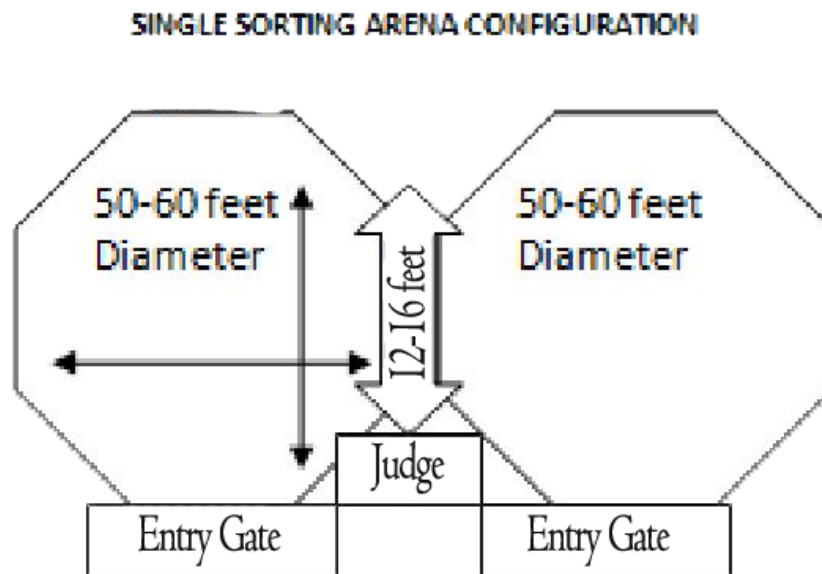 SINGLE SORTING ARENA CONFIGURATION
50-60 feet
Diameter
50-60 feet
Diameter
12-16 feet
Judge
Entry Gate
Entry Gate